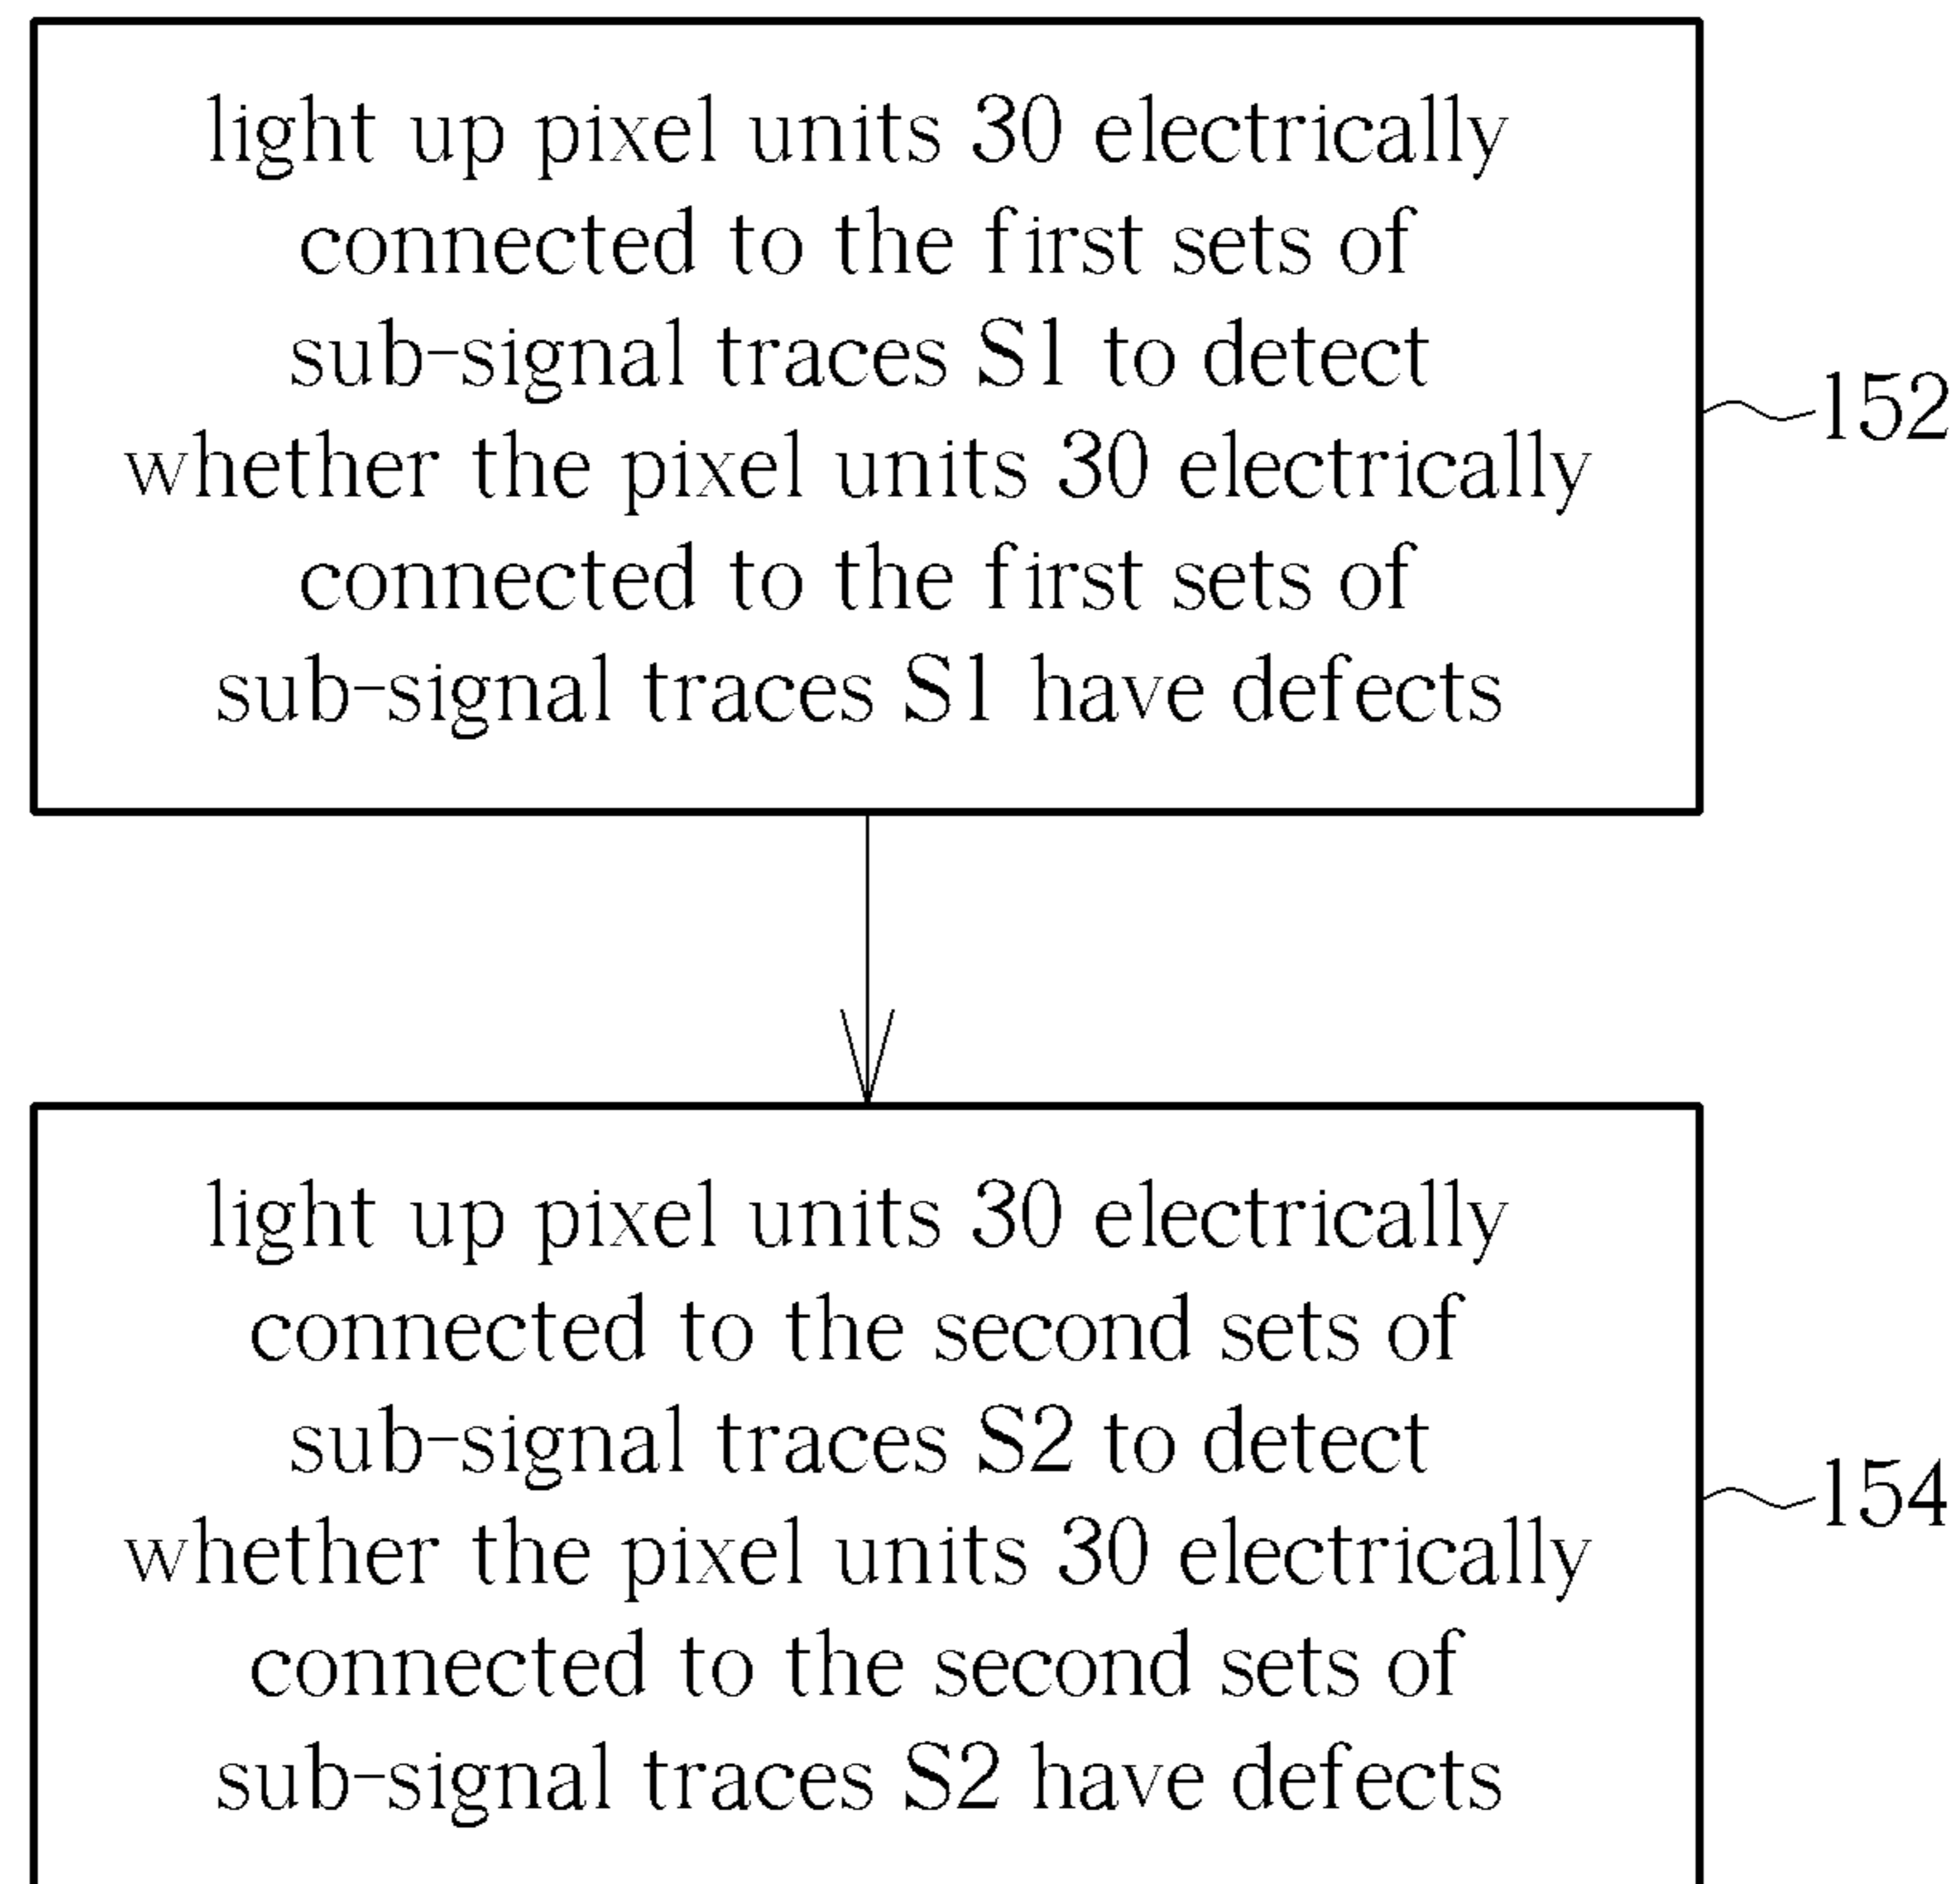 light up pixel units 30 electrically
connected to the first sets of
sub-signal traces S1 to detect
whether the pixel units 30 electrically
connected to the first sets of
sub-signal traces S1 have defects
152
light up pixel units 30 electrically
connected to the second sets of
sub-signal traces S2 to detect
whether the pixel units 30 electrically
connected to the second sets of
sub-signal traces S2 have defects
154